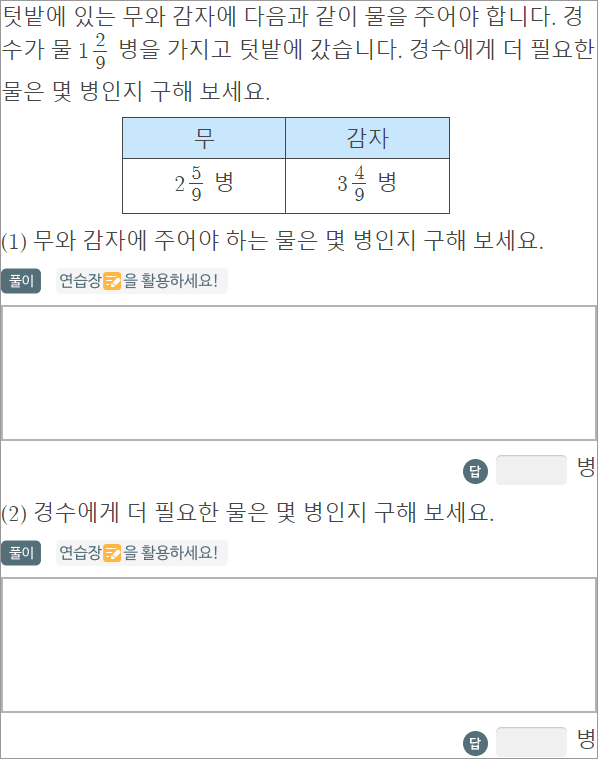 텃밭에 있는 무와 감자에 다음과 같이 물을 주어야 합니다. 경
수가 물 1 2/9 병을 가지고 텃밭에 갔습니다. 경수에게 더 필요한
물은 몇 병인지 구해 보세요.
무 감자
2 5/9 병 3 4/9 병
(1) 무와 감자에 주어야 하는 물은 몇 병인지 구해 보세요.
풀이 연습장을 활용하세요!
답 병
(2) 경수에게 더 필요한 물은 몇 병인지 구해 보세요.
풀이 연습장을 활용하세요!
답 병